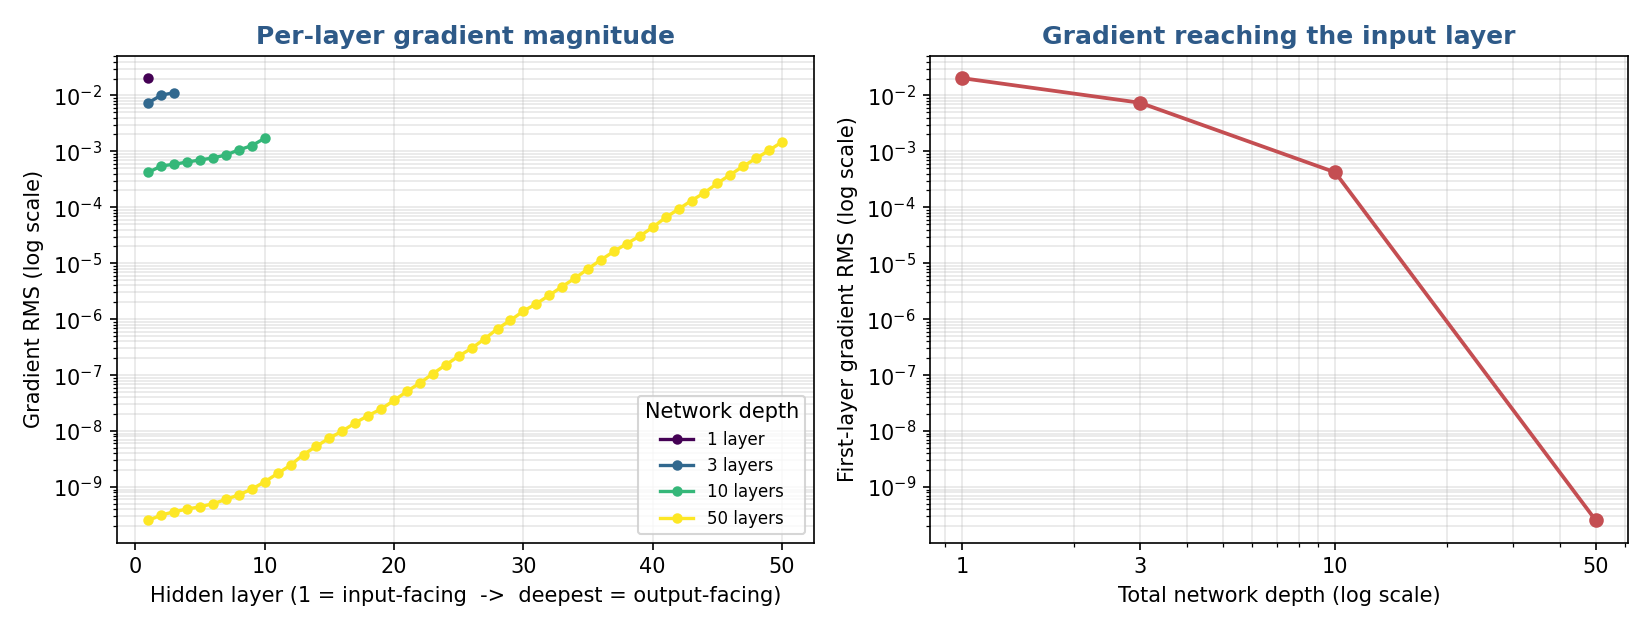 Per-layer gradient magnitude
Gradient RMS (log scale)
10⁻²
10⁻³
10⁻⁴
10⁻⁵
10⁻⁶
10⁻⁷
10⁻⁸
10⁻⁹
Network depth
1 layer
3 layers
10 layers
50 layers
0 10 20 30 40 50
Hidden layer (1 = input-facing -> deepest = output-facing)
Gradient reaching the input layer
First-layer gradient RMS (log scale)
10⁻²
10⁻³
10⁻⁴
10⁻⁵
10⁻⁶
10⁻⁷
10⁻⁸
10⁻⁹
1 3 10 50
Total network depth (log scale)